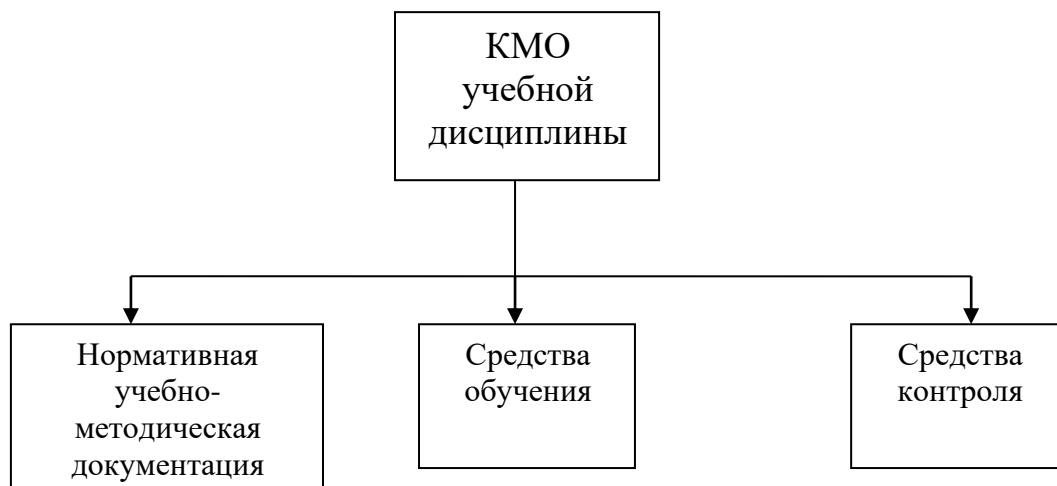 КМО
учебной
дисциплины
Нормативная
учебно-
методическая
документация
Средства
обучения
Средства
контроля